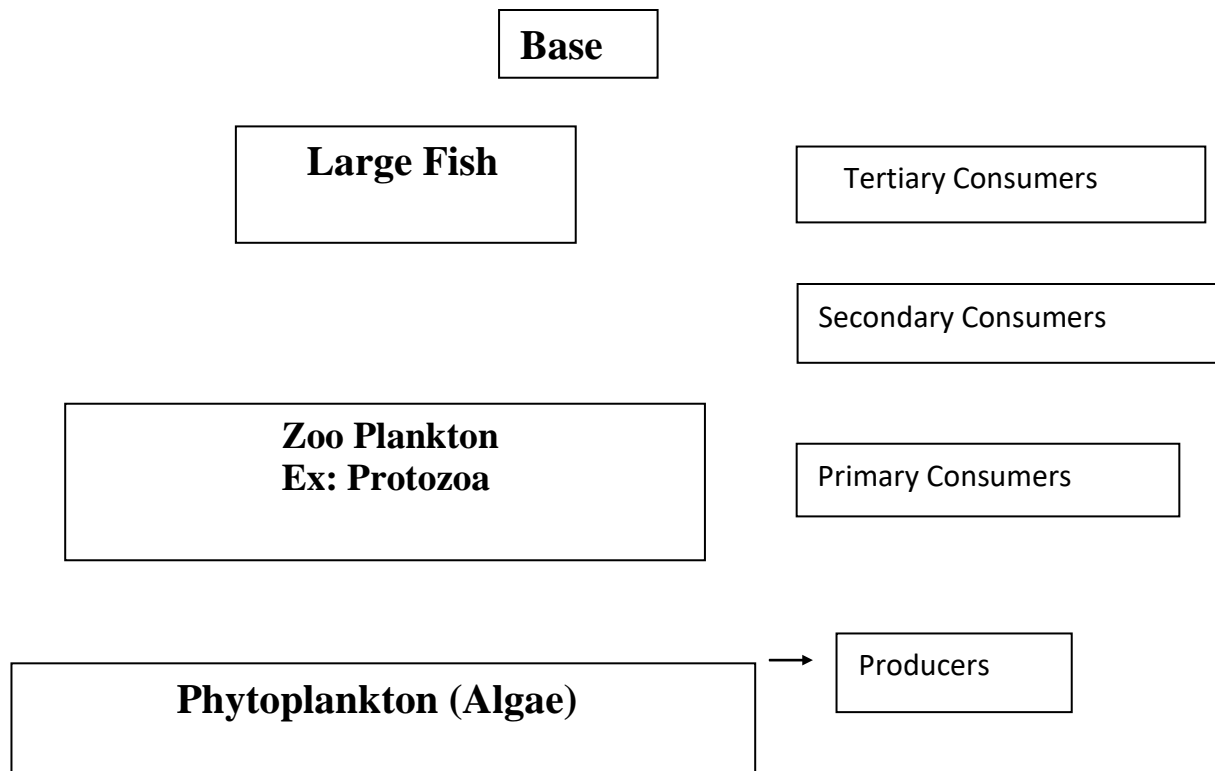 Base
Large Fish
Tertiary Consumers
Secondary Consumers
Zoo Plankton
Ex: Protozoa
Primary Consumers
Producers
Phytoplankton (Algae)